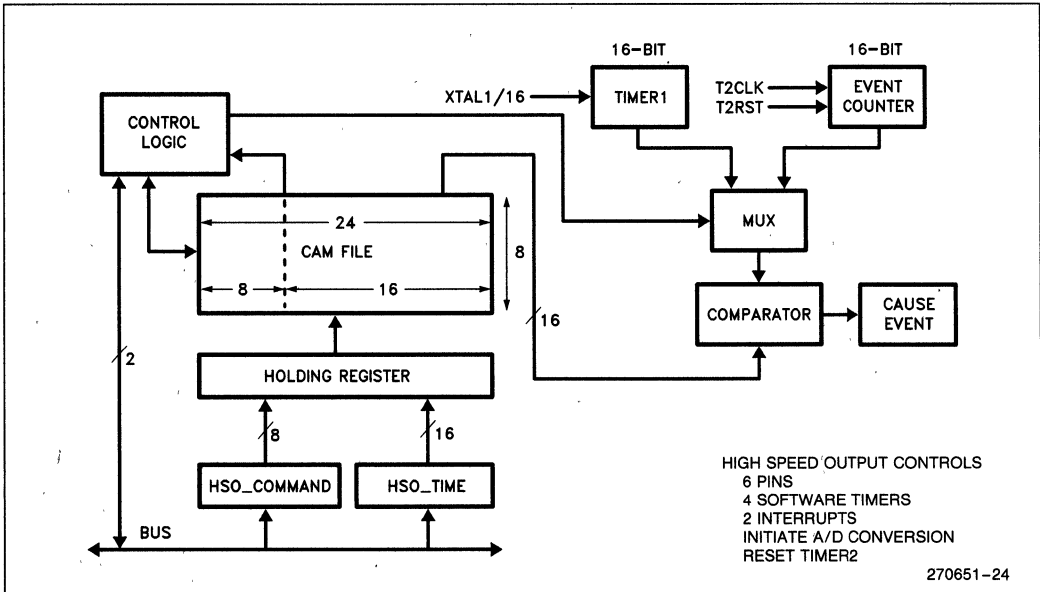 16-BIT
16-BIT
XTAL1/16
TIMER1
T2CLK
T2RST
EVENT
COUNTER
CONTROL
LOGIC
MUX
24
CAM FILE
8
8
16
COMPARATOR
CAUSE
EVENT
16
2
HOLDING REGISTER
8
16
HSO_COMMAND
HSO_TIME
BUS
HIGH SPEED OUTPUT CONTROLS
6 PINS
4 SOFTWARE TIMERS
2 INTERRUPTS
INITIATE A/D CONVERSION
RESET TIMER2
270651-24